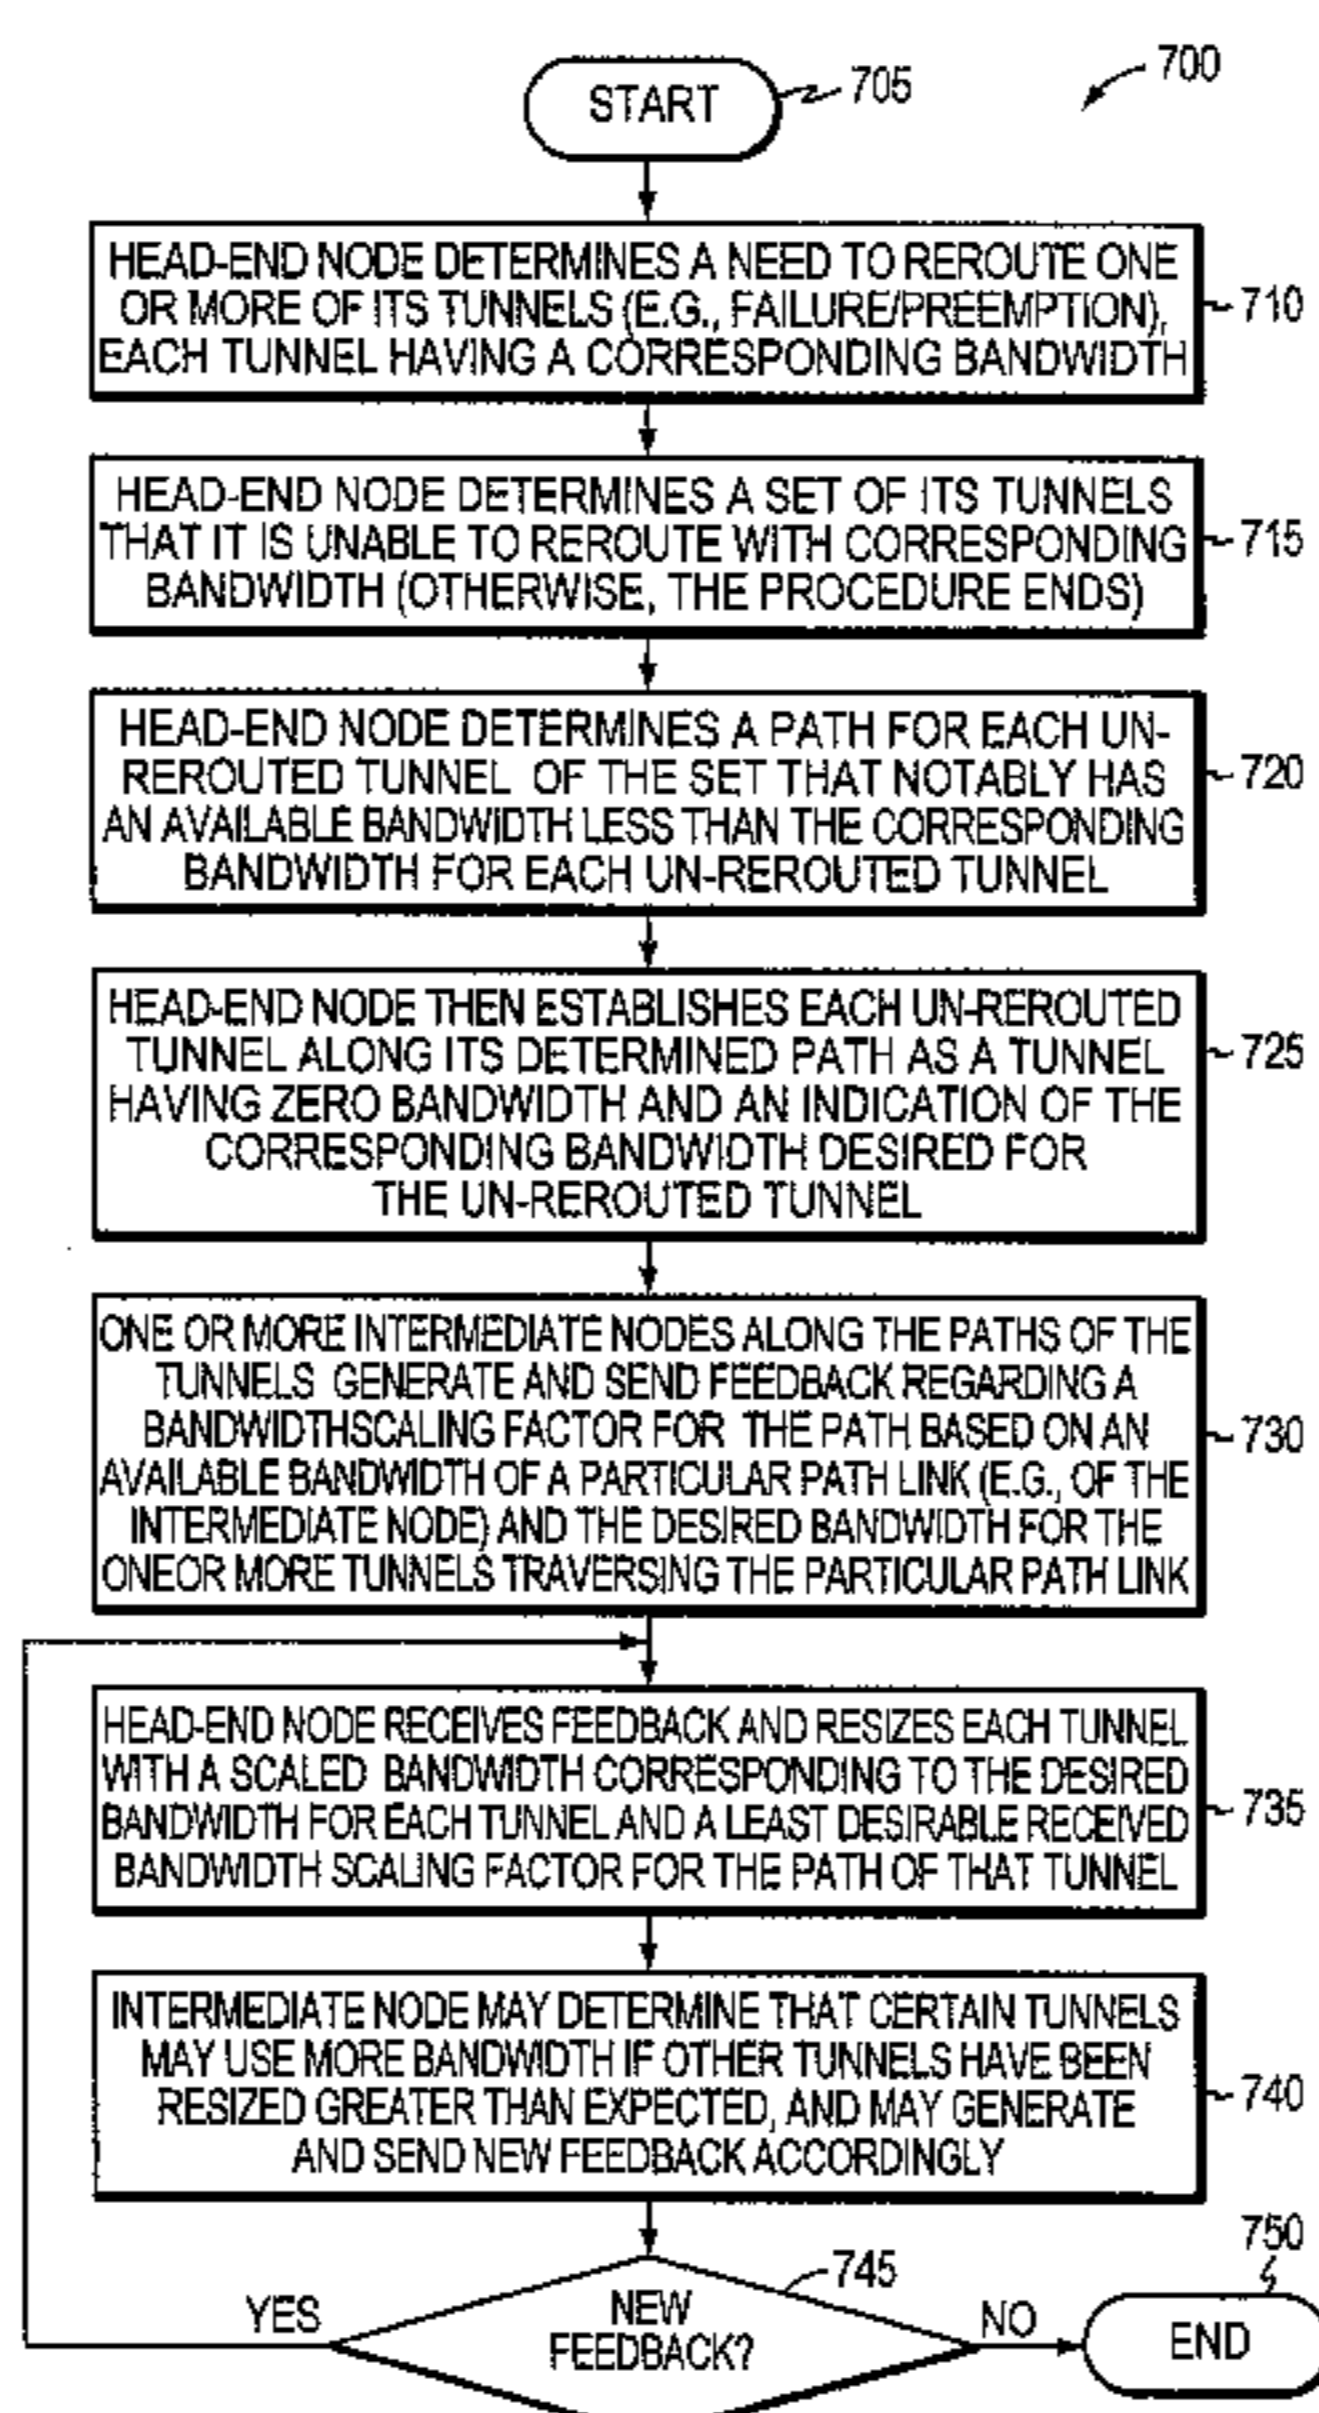 700
START
705
HEAD-END NODE DETERMINES A NEED TO REROUTE ONE
OR MORE OF ITS TUNNELS (E.G., FAILURE/PREEMPTION),
EACH TUNNEL HAVING A CORRESPONDING BANDWIDTH
710
HEAD-END NODE DETERMINES A SET OF ITS TUNNELS
THAT IT IS UNABLE TO REROUTE WITH CORRESPONDING
BANDWIDTH (OTHERWISE, THE PROCEDURE ENDS)
715
HEAD-END NODE DETERMINES A PATH FOR EACH UN-
REROUTED TUNNEL OF THE SET THAT NOTABLY HAS
AN AVAILABLE BANDWIDTH LESS THAN THE CORRESPONDING
BANDWIDTH FOR EACH UN-REROUTED TUNNEL
720
HEAD-END NODE THEN ESTABLISHES EACH UN-REROUTED
TUNNEL ALONG ITS DETERMINED PATH AS A TUNNEL
HAVING ZERO BANDWIDTH AND AN INDICATION OF THE
CORRESPONDING BANDWIDTH DESIRED FOR
THE UN-REROUTED TUNNEL
725
ONE OR MORE INTERMEDIATE NODES ALONG THE PATHS OF THE
TUNNELS GENERATE AND SEND FEEDBACK REGARDING A
BANDWIDTHSCALING FACTOR FOR THE PATH BASED ON AN
AVAILABLE BANDWIDTH OF A PARTICULAR PATH LINK (E.G., OF THE
INTERMEDIATE NODE) AND THE DESIRED BANDWIDTH FOR THE
ONEOR MORE TUNNELS TRAVERSING THE PARTICULAR PATH LINK
730
HEAD-END NODE RECEIVES FEEDBACK AND RESIZES EACH TUNNEL
WITH A SCALED BANDWIDTH CORRESPONDING TO THE DESIRED
BANDWIDTH FOR EACH TUNNEL AND A LEAST DESIRABLE RECEIVED
BANDWIDTH SCALING FACTOR FOR THE PATH OF THAT TUNNEL
735
INTERMEDIATE NODE MAY DETERMINE THAT CERTAIN TUNNELS
MAY USE MORE BANDWIDTH IF OTHER TUNNELS HAVE BEEN
RESIZED GREATER THAN EXPECTED, AND MAY GENERATE
AND SEND NEW FEEDBACK ACCORDINGLY
740
NEW
FEEDBACK?
745
YES
NO
750
END